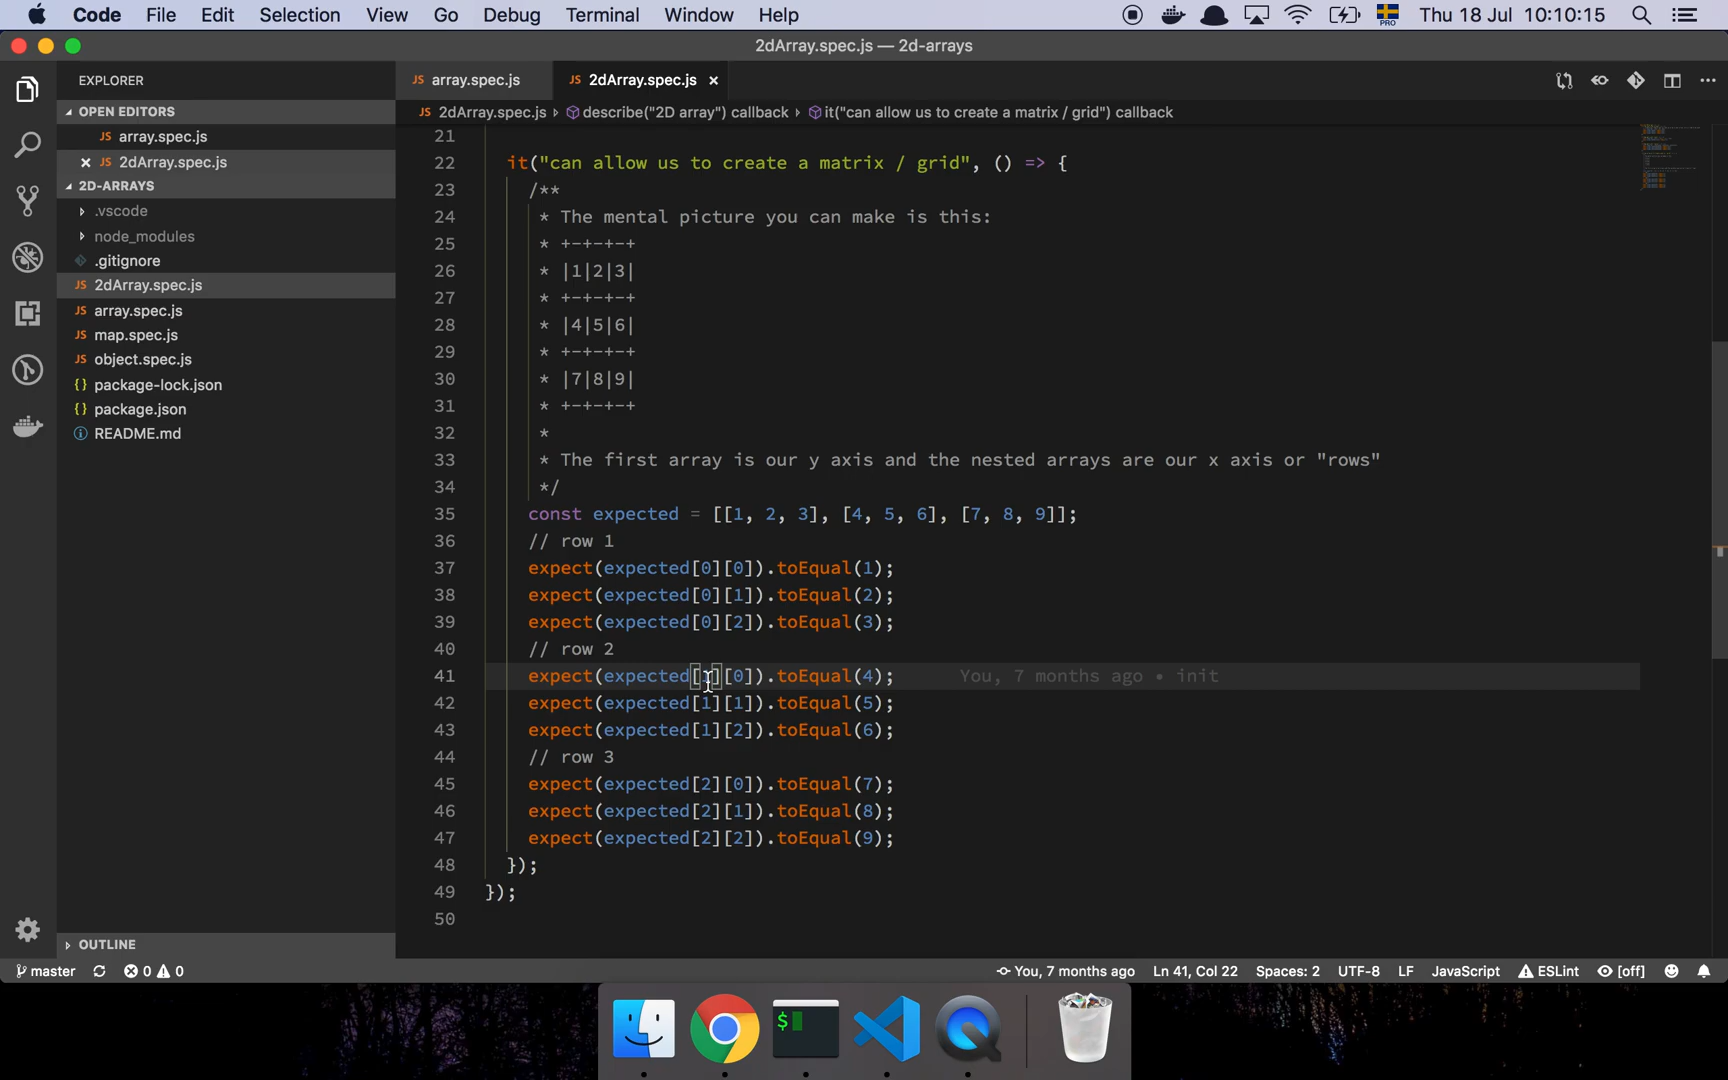 Code File Edit Selection View Go Debug Terminal Window Help PRO Thu 18 Jul 10:10:15
2dArray.spec.js — 2d-arrays
EXPLORER
OPEN EDITORS
JS array.spec.js
JS 2dArray.spec.js
2D-ARRAYS
.vscode
node_modules
.gitignore
JS 2dArray.spec.js
JS array.spec.js
JS map.spec.js
JS object.spec.js
{} package-lock.json
{} package.json
README.md
OUTLINE
JS array.spec.js JS 2dArray.spec.js ×
JS 2dArray.spec.js › describe("2D array") callback › it("can allow us to create a matrix / grid") callback
21
22 it("can allow us to create a matrix / grid", () => {
23 /**
24 * The mental picture you can make is this:
25 * +-+-+-+
26 * |1|2|3|
27 * +-+-+-+
28 * |4|5|6|
29 * +-+-+-+
30 * |7|8|9|
31 * +-+-+-+
32 *
33 * The first array is our y axis and the nested arrays are our x axis or "rows"
34 */
35 const expected = [[1, 2, 3], [4, 5, 6], [7, 8, 9]];
36 // row 1
37 expect(expected[0][0]).toEqual(1);
38 expect(expected[0][1]).toEqual(2);
39 expect(expected[0][2]).toEqual(3);
40 // row 2
41 expect(expected[1][0]).toEqual(4); You, 7 months ago • init
42 expect(expected[1][1]).toEqual(5);
43 expect(expected[1][2]).toEqual(6);
44 // row 3
45 expect(expected[2][0]).toEqual(7);
46 expect(expected[2][1]).toEqual(8);
47 expect(expected[2][2]).toEqual(9);
48 });
49 });
50
master 0 0 You, 7 months ago Ln 41, Col 22 Spaces: 2 UTF-8 LF JavaScript ESLint [off]
$